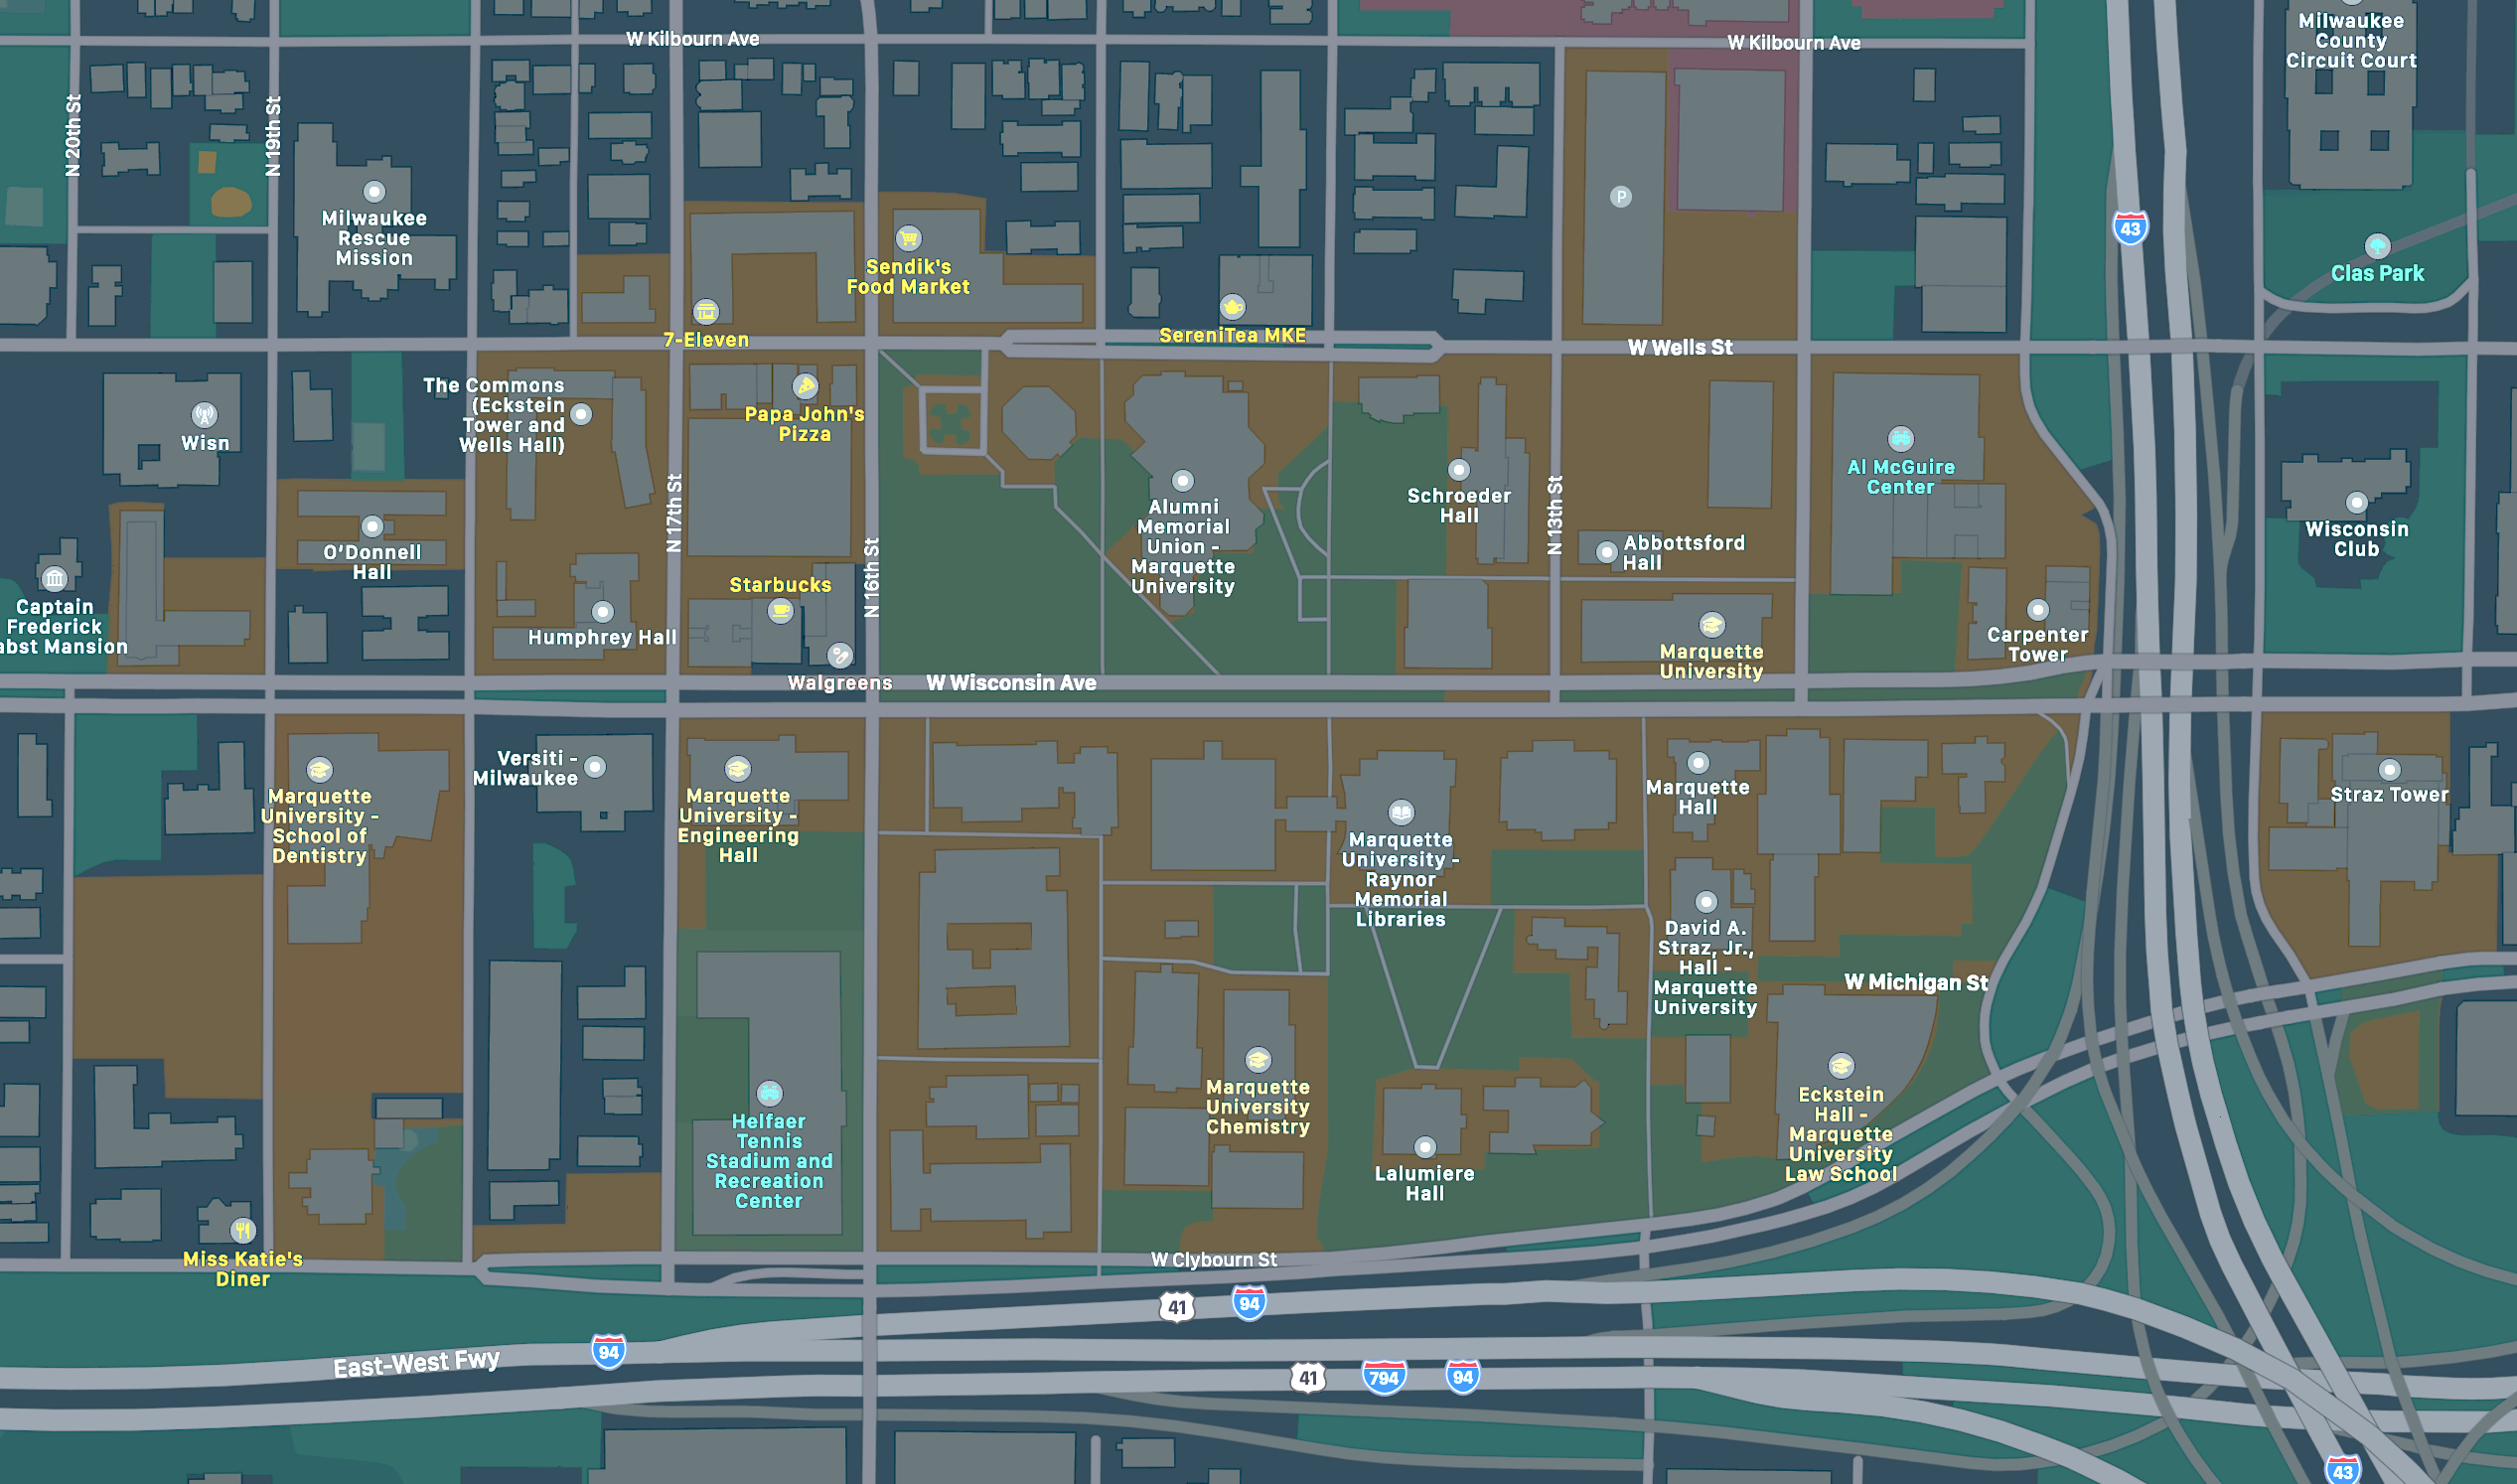 W Kilbourn Ave
W Kilbourn Ave
Milwaukee
County
Circuit Court
N 20th St
N 19th St
Milwaukee
Rescue
Mission
P
43
Sendik's
Food Market
Clas Park
7-Eleven
SereniTea MKE
W Wells St
The Commons
(Eckstein
Tower and
Wells Hall)
Papa John's
Pizza
Wisn
Al McGuire
Center
N 17th St
Alumni
Memorial
Union -
Marquette
University
Schroeder
Hall
N 13th St
Wisconsin
Club
O'Donnell
Hall
Abbottsford
Hall
N 16th St
Captain
Frederick
abst Mansion
Starbucks
Humphrey Hall
Marquette
University
Carpenter
Tower
Walgreens
W Wisconsin Ave
Versiti -
Milwaukee
Marquette
University -
School of
Dentistry
Marquette
University -
Engineering
Hall
Marquette
Hall
Straz Tower
Marquette
University -
Raynor
Memorial
Libraries
David A.
Straz, Jr.,
Hall -
Marquette
University
W Michigan St
Marquette
University
Chemistry
Eckstein
Hall -
Marquette
University
Law School
Helfaer
Tennis
Stadium and
Recreation
Center
Lalumiere
Hall
Miss Katie's
Diner
W Clybourn St
41
94
East-West Fwy
94
41
794
94
43